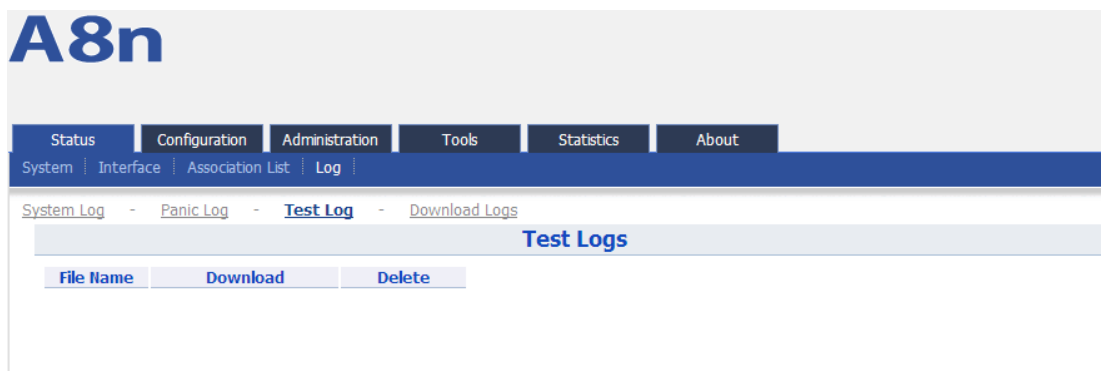 A8n
Status Configuration Administration Tools Statistics About
System Interface Association List Log
System Log - Panic Log - Test Log - Download Logs
Test Logs
File Name Download Delete